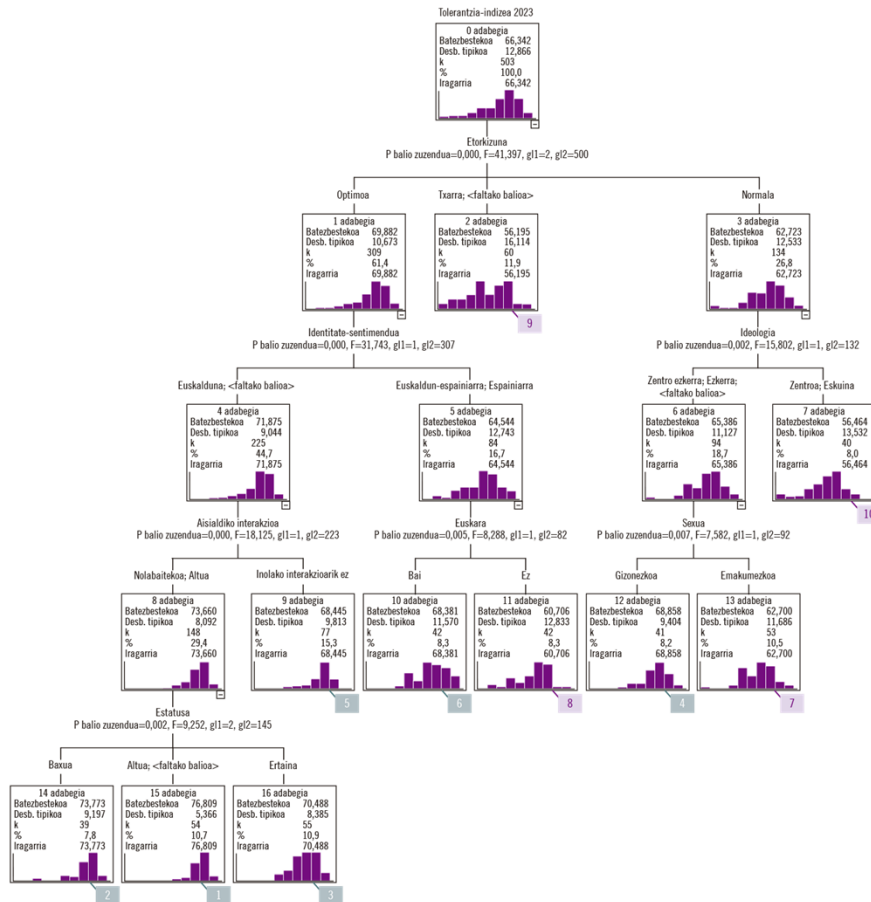 Tolerantzia-indizea 2023
0 adabegia
Batezbestekoa 66,342
Desb. tipikoa 12,866
k 503
% 100,0
Iragarria 66,342
Etorkizuna
P balio zuzendua=0,000, F=41,397, gl1=2, gl2=500
Optimoa
Txarra; <faltako balioa>
Normala
1 adabegia
Batezbestekoa 69,882
Desb. tipikoa 10,673
k 309
% 61,4
Iragarria 69,882
2 adabegia
Batezbestekoa 56,195
Desb. tipikoa 16,114
k 60
% 11,9
Iragarria 56,195
9
3 adabegia
Batezbestekoa 62,723
Desb. tipikoa 12,533
k 134
% 26,8
Iragarria 62,723
Identitate-sentimendua
P balio zuzendua=0,000, F=31,743, gl1=1, gl2=307
Ideologia
P balio zuzendua=0,002, F=15,802, gl1=1, gl2=132
Euskalduna; <faltako balioa>
Euskaldun-espainiarra; Espainiarra
Zentro ezkerra; Ezkerra;
<faltako balioa>
Zentroa; Eskuina
4 adabegia
Batezbestekoa 71,875
Desb. tipikoa 9,044
k 225
% 44,7
Iragarria 71,875
5 adabegia
Batezbestekoa 64,544
Desb. tipikoa 12,743
k 84
% 16,7
Iragarria 64,544
6 adabegia
Batezbestekoa 65,386
Desb. tipikoa 11,127
k 94
% 18,7
Iragarria 65,386
7 adabegia
Batezbestekoa 56,464
Desb. tipikoa 13,532
k 40
% 8,0
Iragarria 56,464
10
Aisialdiko interakzioa
P balio zuzendua=0,000, F=18,125, gl1=1, gl2=223
Euskara
P balio zuzendua=0,005, F=8,288, gl1=1, gl2=82
Sexua
P balio zuzendua=0,007, F=7,582, gl1=1, gl2=92
Nolabaitekoa; Altua
Inolako interakzioarik ez
Bai
Ez
Gizonezkoa
Emakumezkoa
8 adabegia
Batezbestekoa 73,660
Desb. tipikoa 8,092
k 148
% 29,4
Iragarria 73,660
9 adabegia
Batezbestekoa 68,445
Desb. tipikoa 9,813
k 77
% 15,3
Iragarria 68,445
5
10 adabegia
Batezbestekoa 68,381
Desb. tipikoa 11,570
k 42
% 8,3
Iragarria 68,381
6
11 adabegia
Batezbestekoa 60,706
Desb. tipikoa 12,833
k 42
% 8,3
Iragarria 60,706
8
12 adabegia
Batezbestekoa 68,858
Desb. tipikoa 9,404
k 41
% 8,2
Iragarria 68,858
4
13 adabegia
Batezbestekoa 62,700
Desb. tipikoa 11,686
k 53
% 10,5
Iragarria 62,700
7
Estatusa
P balio zuzendua=0,002, F=9,252, gl1=2, gl2=145
Baxua
Altua; <faltako balioa>
Ertaina
14 adabegia
Batezbestekoa 73,773
Desb. tipikoa 9,197
k 39
% 7,8
Iragarria 73,773
2
15 adabegia
Batezbestekoa 76,809
Desb. tipikoa 5,366
k 54
% 10,7
Iragarria 76,809
1
16 adabegia
Batezbestekoa 70,488
Desb. tipikoa 8,385
k 55
% 10,9
Iragarria 70,488
3